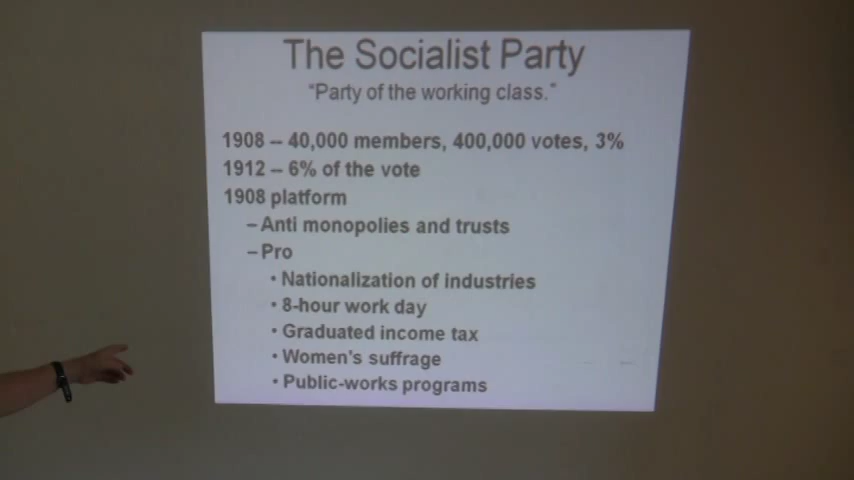 The Socialist Party
"Party of the working class."
1908 – 40,000 members, 400,000 votes, 3%
1912 – 6% of the vote
1908 platform
–Anti monopolies and trusts
–Pro
• Nationalization of industries
• 8-hour work day
• Graduated income tax
• Women's suffrage
• Public-works programs